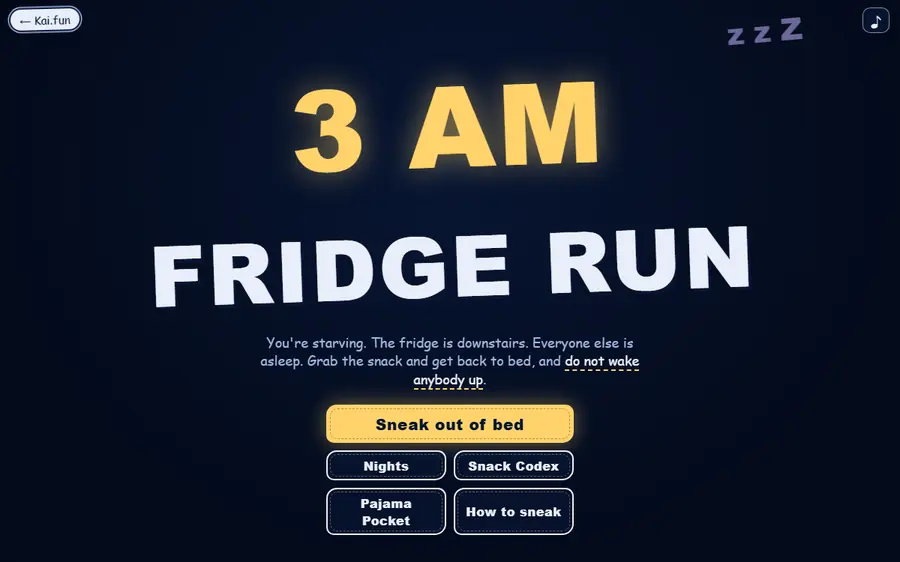 ← Kai.fun
z z z
3 AM
FRIDGE RUN
You're starving. The fridge is downstairs. Everyone else is
asleep. Grab the snack and get back to bed, and do not wake
anybody up.
Sneak out of bed
Nights
Snack Codex
Pajama
Pocket
How to sneak